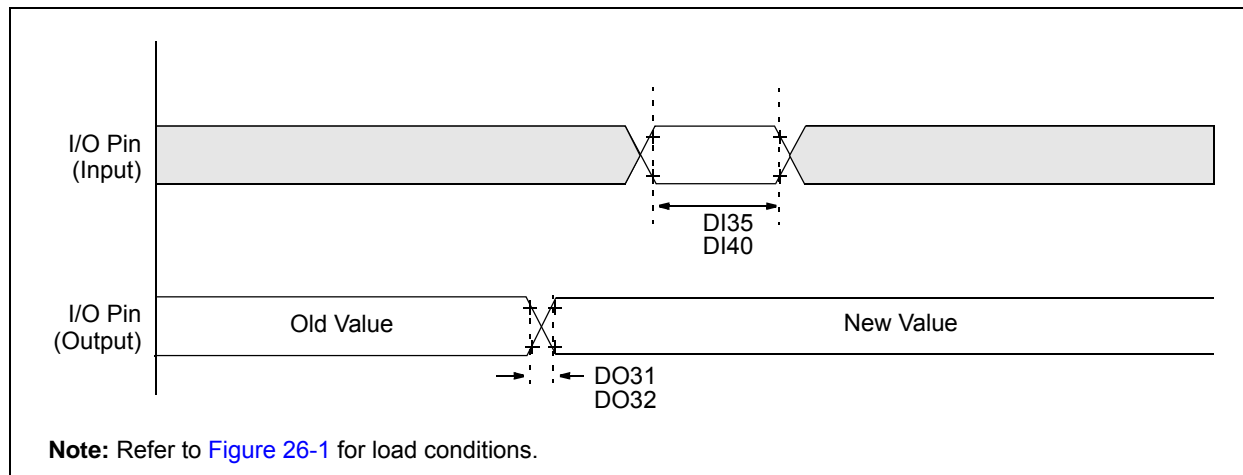 I/O Pin
(Input)
DI35
DI40
I/O Pin
(Output)
Old Value
New Value
DO31
DO32
Note: Refer to Figure 26-1 for load conditions.